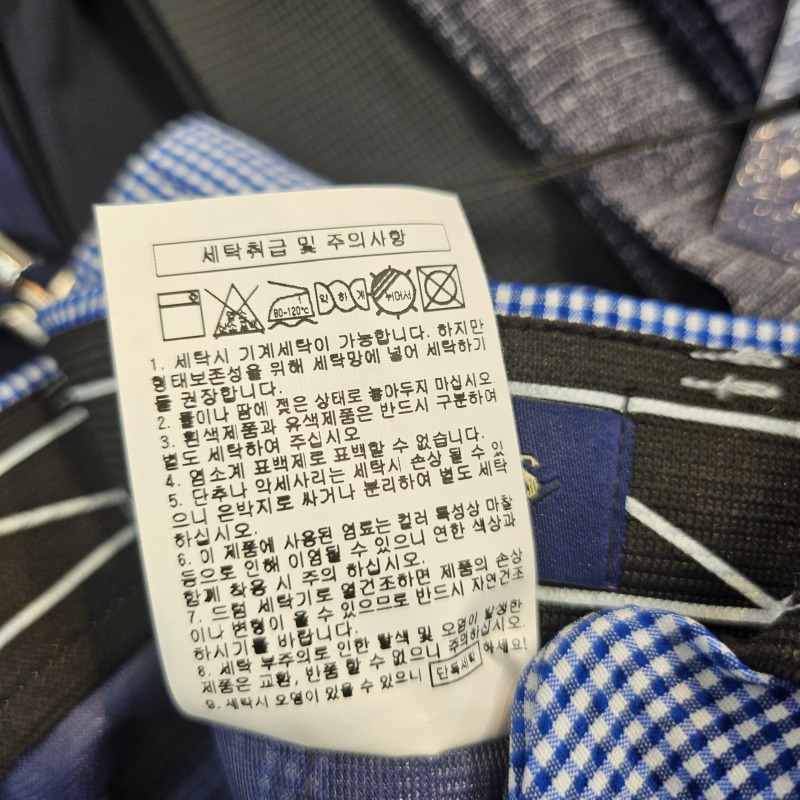 세탁취급 및 주의사항
80-120℃ 약 하 게 뉘어서
1. 세탁시 기계세탁이 가능합니다. 하지만
형태보존성을 위해 세탁망에 넣어 세탁하기
를 권장합니다.
2. 물이나 땀에 젖은 상태로 놓아두지 마십시오.
3. 흰색제품과 유색제품은 반드시 구분하여
별도 세탁하여 주십시오
4. 염소계 표백제로 표백할 수 없습니다.
5. 단추나 악세사리는 세탁시 손상 될 수 있
으니 은박지로 싸거나 분리하여 별도 세탁
하십시오.
6. 이 제품에 사용된 염료는 컬러 특성상 마찰
등으로 인해 이염될 수 있으니 연한 색상과
함께 착용 시 주의 하십시오.
7. 드럼 세탁기로 열건조하면 제품의 손상
이나 변형이 올 수 있으므로 반드시 자연건조
하시기를 바랍니다.
8. 세탁 부주의로 인한 탈색 및 오염이 발생한
제품은 교환, 반품 할 수 없으니 주의하십시오.
9. 세탁시 오염이 있을 수 있으니 단독세탁 하세요!